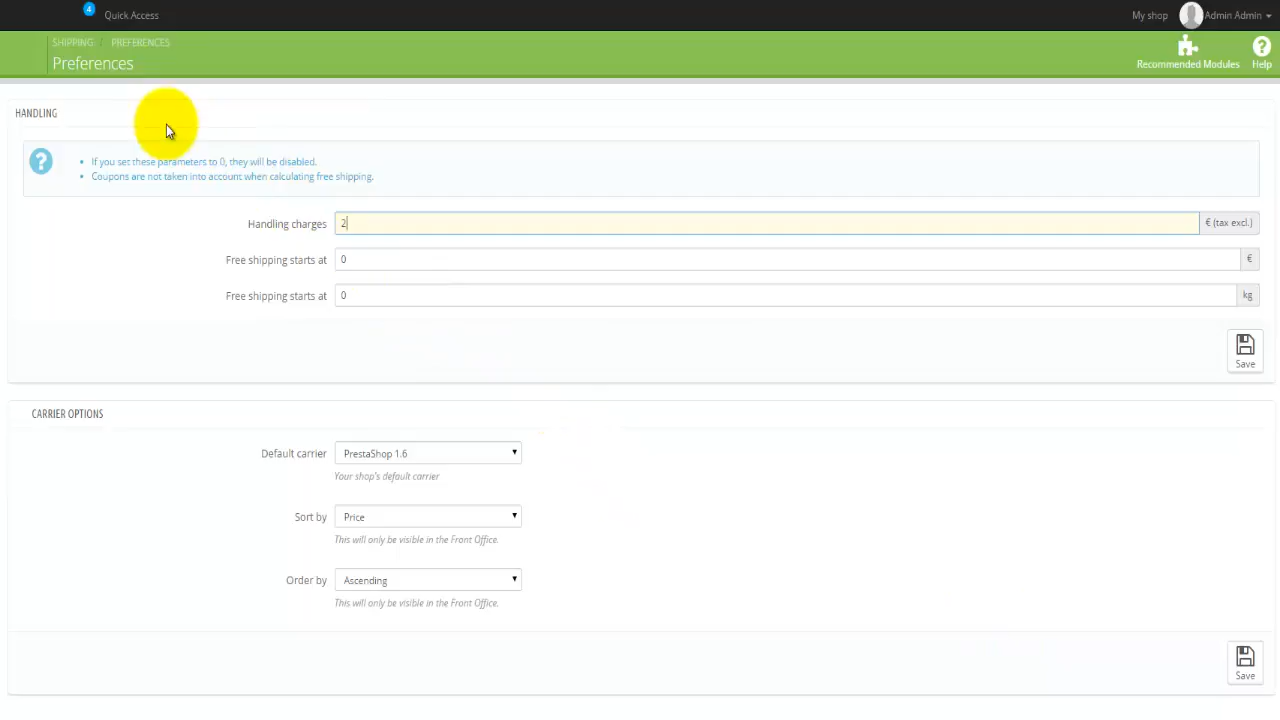 4 Quick Access My shop Admin Admin
SHIPPING / PREFERENCES
Preferences
Recommended Modules Help
HANDLING
If you set these parameters to 0, they will be disabled.
Coupons are not taken into account when calculating free shipping.
Handling charges 2 € (tax excl.)
Free shipping starts at 0 €
Free shipping starts at 0 kg
Save
CARRIER OPTIONS
Default carrier PrestaShop 1.6
Your shop's default carrier
Sort by Price
This will only be visible in the Front Office.
Order by Ascending
This will only be visible in the Front Office.
Save